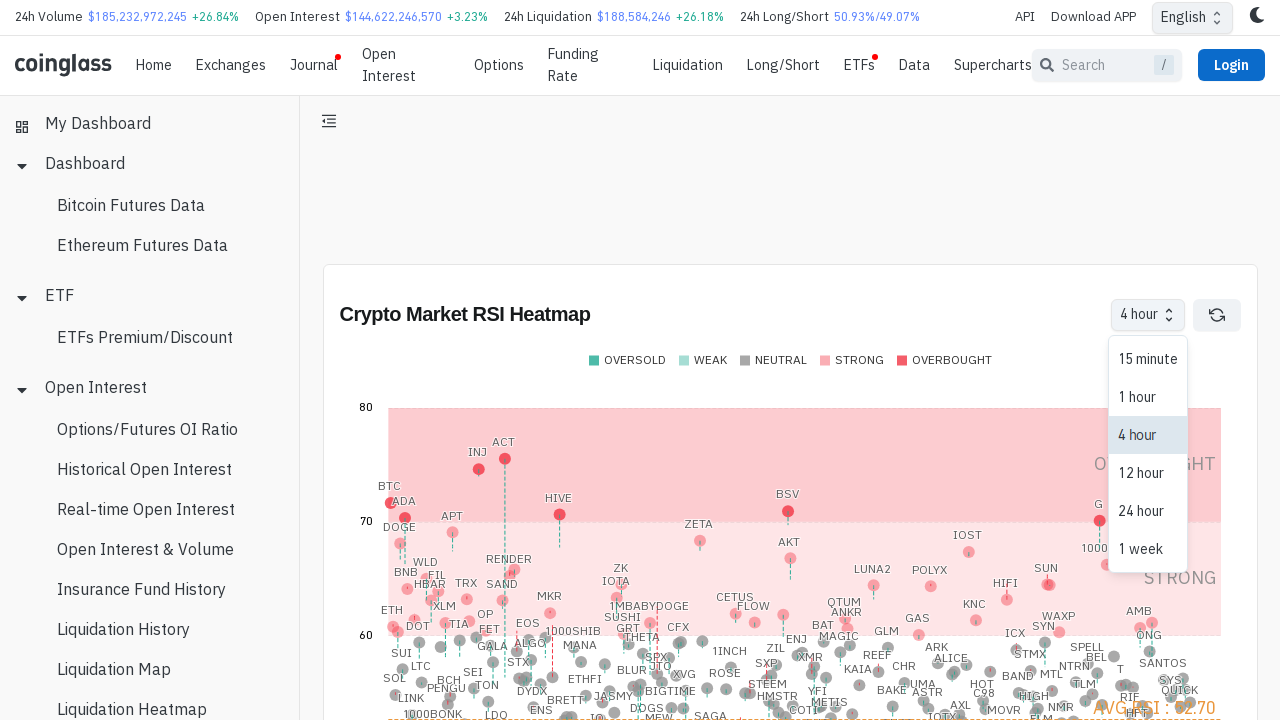 24h Volume $185,232,972,245 +26.84% Open Interest $144,622,246,570 +3.23% 24h Liquidation $188,584,246 +26.18% 24h Long/Short 50.93%/49.07% API Download APP English
coinglass Home Exchanges Journal Open Interest Options Funding Rate Liquidation Long/Short ETFs Data Supercharts Search / Login
My Dashboard
Dashboard
Bitcoin Futures Data
Ethereum Futures Data
ETF
ETFs Premium/Discount
Open Interest
Options/Futures OI Ratio
Historical Open Interest
Real-time Open Interest
Open Interest & Volume
Insurance Fund History
Liquidation History
Liquidation Map
Liquidation Heatmap
Crypto Market RSI Heatmap 4 hour
15 minute
1 hour
4 hour
12 hour
24 hour
1 week
OVERSOLD WEAK NEUTRAL STRONG OVERBOUGHT
80
ACT
INJ
BTC
ADA
HIVE
BSV
G
70
DOGE
APT
ZETA
AKT
IOST
1000
STRONG
WLD
RENDER
BNB
FIL
HBAR
TRX
SAND
ZK
IOTA
LUNA2
POLYX
SUN
HIFI
MKR
ETH
XLM
OP
1MBABYDOGE
CETUS
FLOW
QTUM
ANKR
KNC
AMB
60
DOT
TIA
FET
EOS
1000SHIB
SUSHI
GRT
THETA
CFX
BAT
MAGIC
GAS
GLM
ICX
SYN
WAXP
ONG
SUI
GALA
ALGO
MANA
1INCH
ZIL
ENJ
XMR
REEF
ARK
ALICE
STMX
SPELL
BEL
SANTOS
SOL
LTC
BCH
SEI
STX
ETHFI
BLUR
SPX
JTO
XVG
ROSE
SXP
KAIA
CHR
BAND
MTL
NTRN
T
SYS
LINK
PENGU
TON
DYDX
BRETT
JASMY
BIGTIME
STEEM
HMSTR
YFI
METIS
BAKE
UMA
ASTR
HOT
C98
HIGH
TLM
RIF
QUICK
1000BONK
LDO
ENS
IO
DOGS
MEW
SAGA
COTI
AXL
IOTX
MOVR
FLM
NMR
HFT
AVG RSI : 52.70